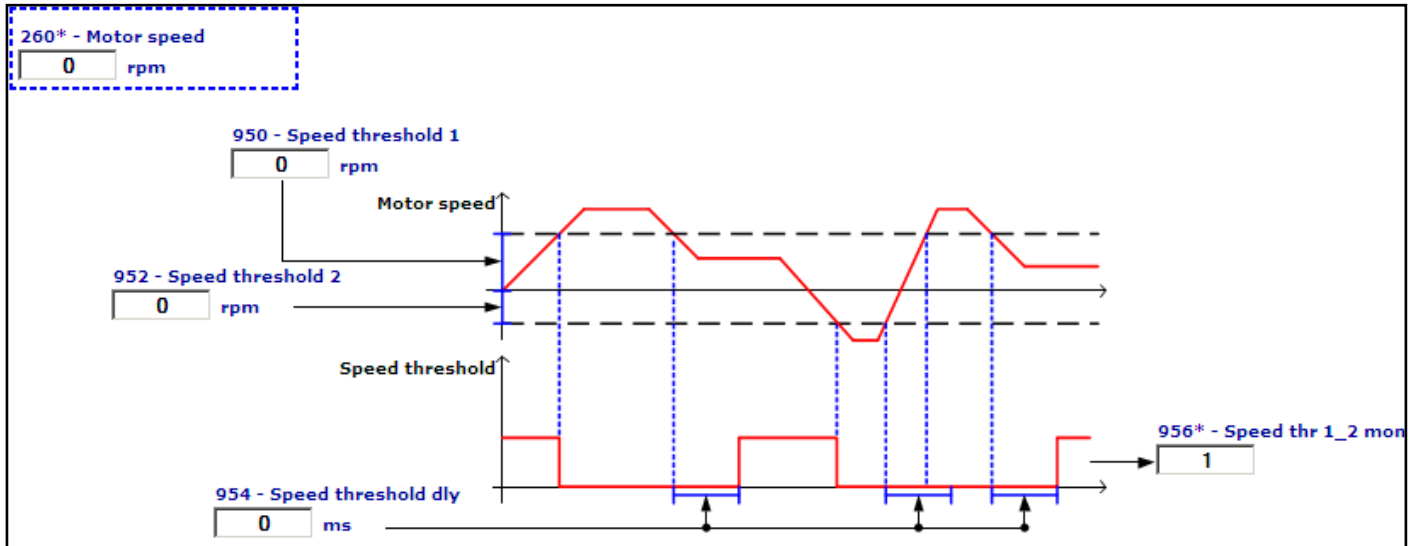 260* - Motor speed
0 rpm
950 - Speed threshold 1
0 rpm
Motor speed
952 - Speed threshold 2
0 rpm
Speed threshold
956* - Speed thr 1_2 mon
1
954 - Speed threshold dly
0 ms